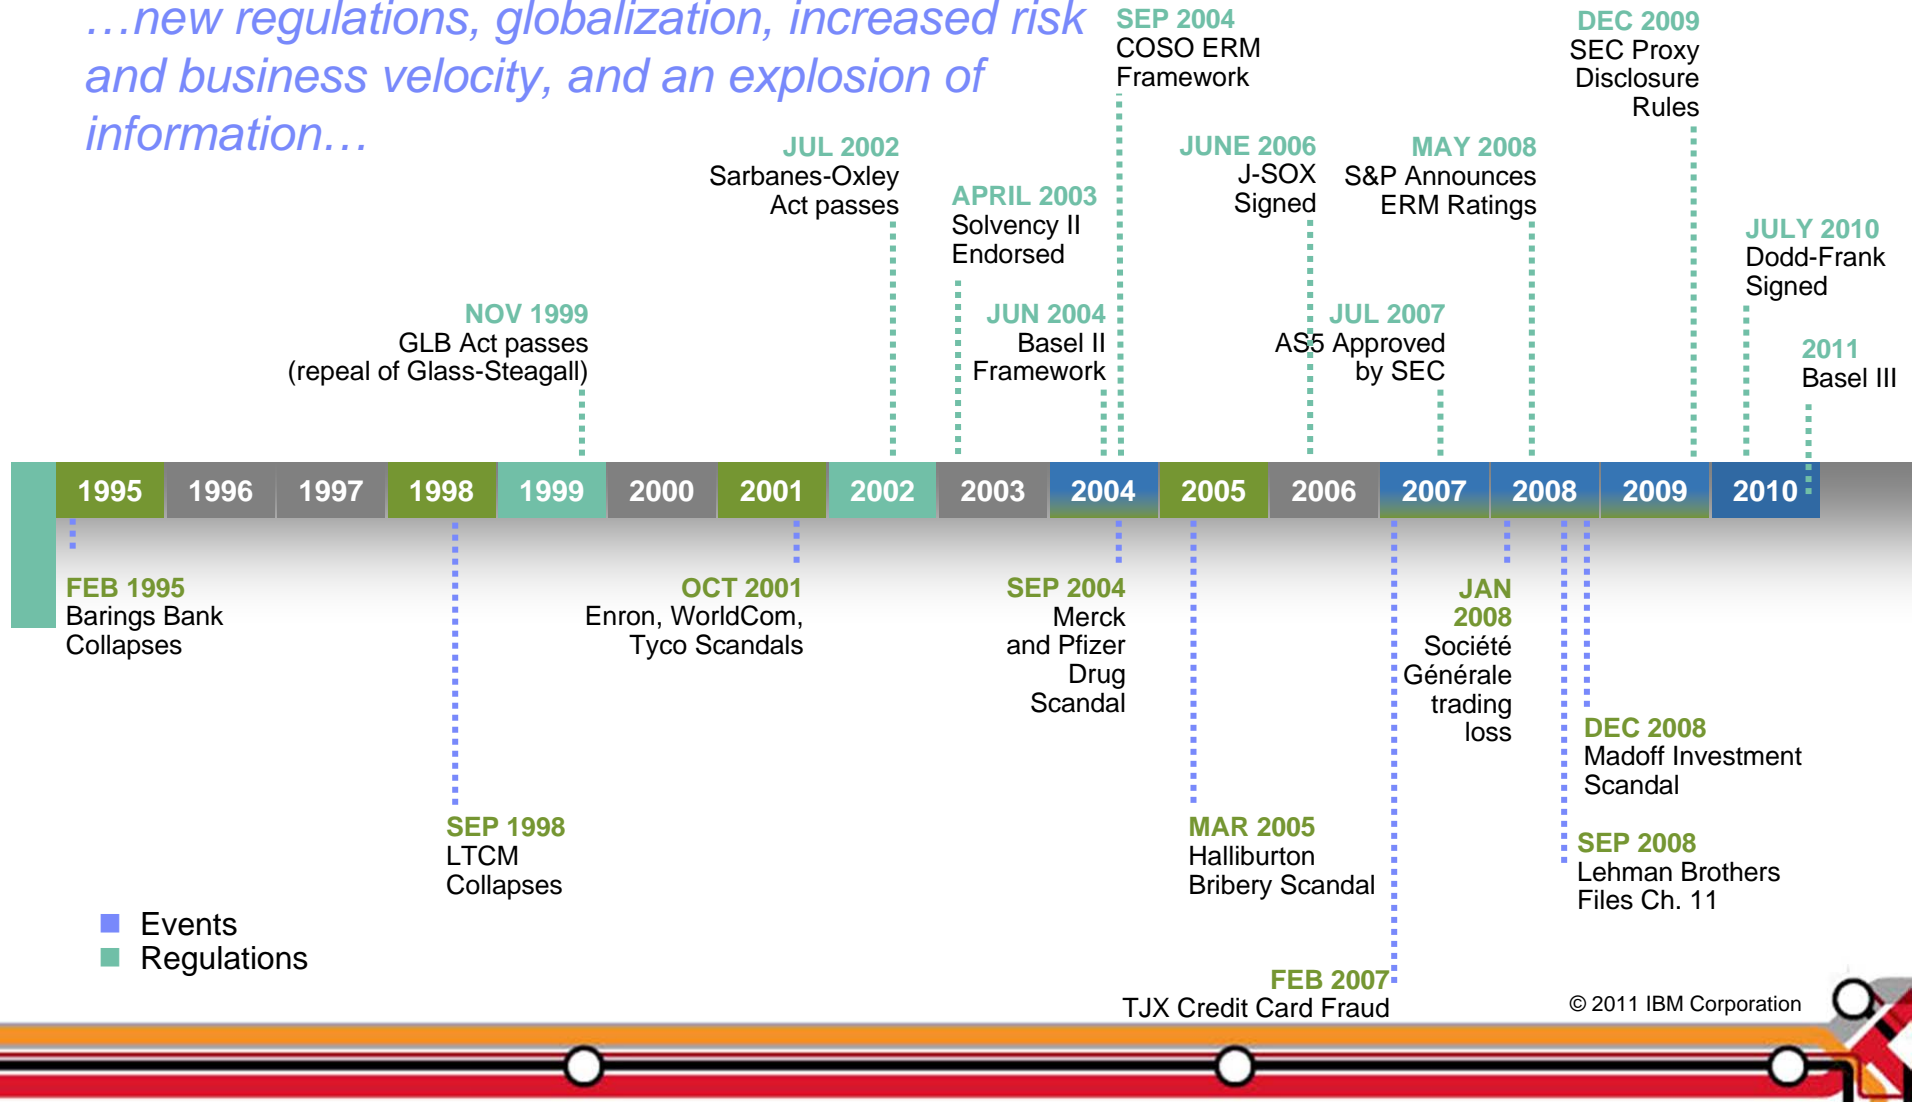 …new regulations, globalization, increased risk
and business velocity, and an explosion of
information…
SEP 2004
COSO ERM
Framework
DEC 2009
SEC Proxy
Disclosure
Rules
JUL 2002
Sarbanes-Oxley
Act passes
APRIL 2003
Solvency II
Endorsed
JUNE 2006
J-SOX
Signed
MAY 2008
S&P Announces
ERM Ratings
JULY 2010
Dodd-Frank
Signed
NOV 1999
GLB Act passes
(repeal of Glass-Steagall)
JUN 2004
Basel II
Framework
JUL 2007
AS5 Approved
by SEC
2011
Basel III
1995 1996 1997 1998 1999 2000 2001 2002 2003 2004 2005 2006 2007 2008 2009 2010
FEB 1995
Barings Bank
Collapses
OCT 2001
Enron, WorldCom,
Tyco Scandals
SEP 2004
Merck
and Pfizer
Drug
Scandal
JAN
2008
Société
Générale
trading
loss
DEC 2008
Madoff Investment
Scandal
SEP 1998
LTCM
Collapses
MAR 2005
Halliburton
Bribery Scandal
SEP 2008
Lehman Brothers
Files Ch. 11
Events
Regulations
FEB 2007
TJX Credit Card Fraud
© 2011 IBM Corporation